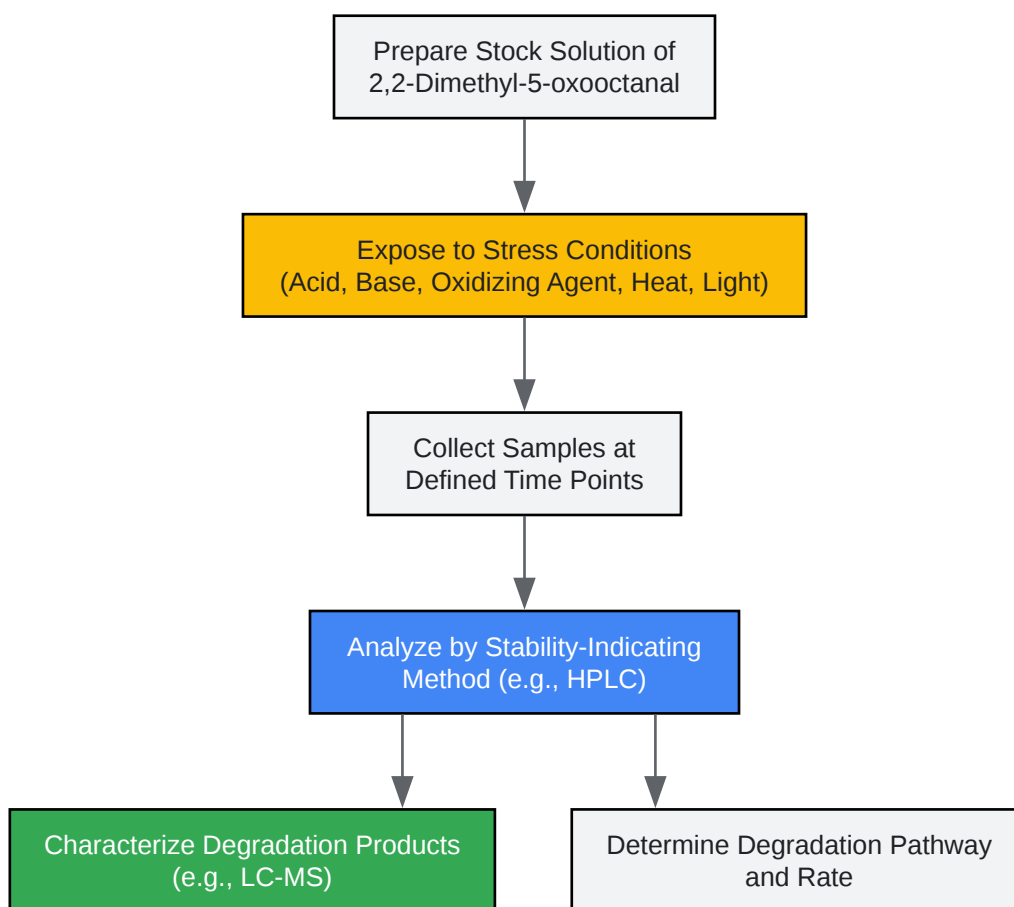 Prepare Stock Solution of
2,2-Dimethyl-5-oxooctanal
Expose to Stress Conditions
(Acid, Base, Oxidizing Agent, Heat, Light)
Collect Samples at
Defined Time Points
Analyze by Stability-Indicating
Method (e.g., HPLC)
Characterize Degradation Products
(e.g., LC-MS)
Determine Degradation Pathway
and Rate